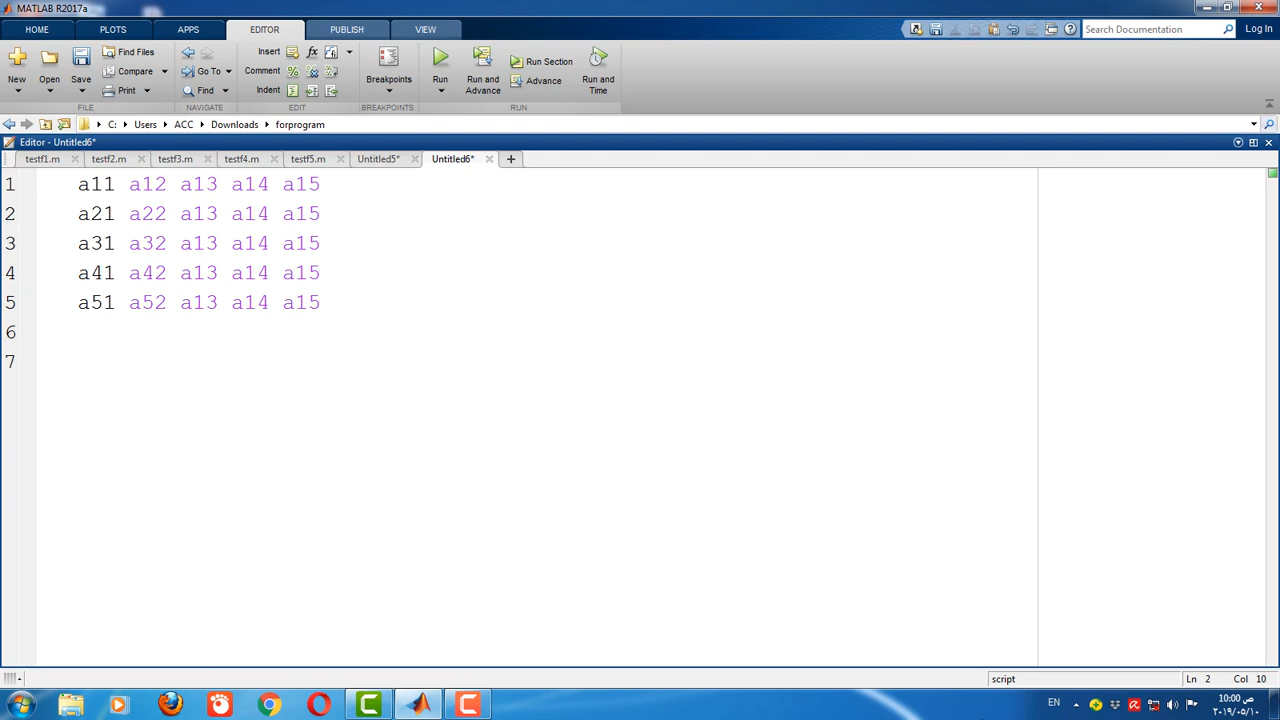 MATLAB R2017a
HOME PLOTS APPS EDITOR PUBLISH VIEW Search Documentation Log In
New Open Save Find Files Compare Print Go To Find Insert Comment Indent fx Breakpoints Run Run and Advance Run Section Advance Run and Time
FILE NAVIGATE EDIT BREAKPOINTS RUN
C: Users ACC Downloads forprogram
Editor - Untitled6*
testf1.m testf2.m testf3.m testf4.m testf5.m Untitled5* Untitled6*
1 a11 a12 a13 a14 a15
2 a21 a22 a13 a14 a15
3 a31 a32 a13 a14 a15
4 a41 a42 a13 a14 a15
5 a51 a52 a13 a14 a15
6
7
script Ln 2 Col 10
EN 10:00 ص
٢٠١٩/٠٥/١٠